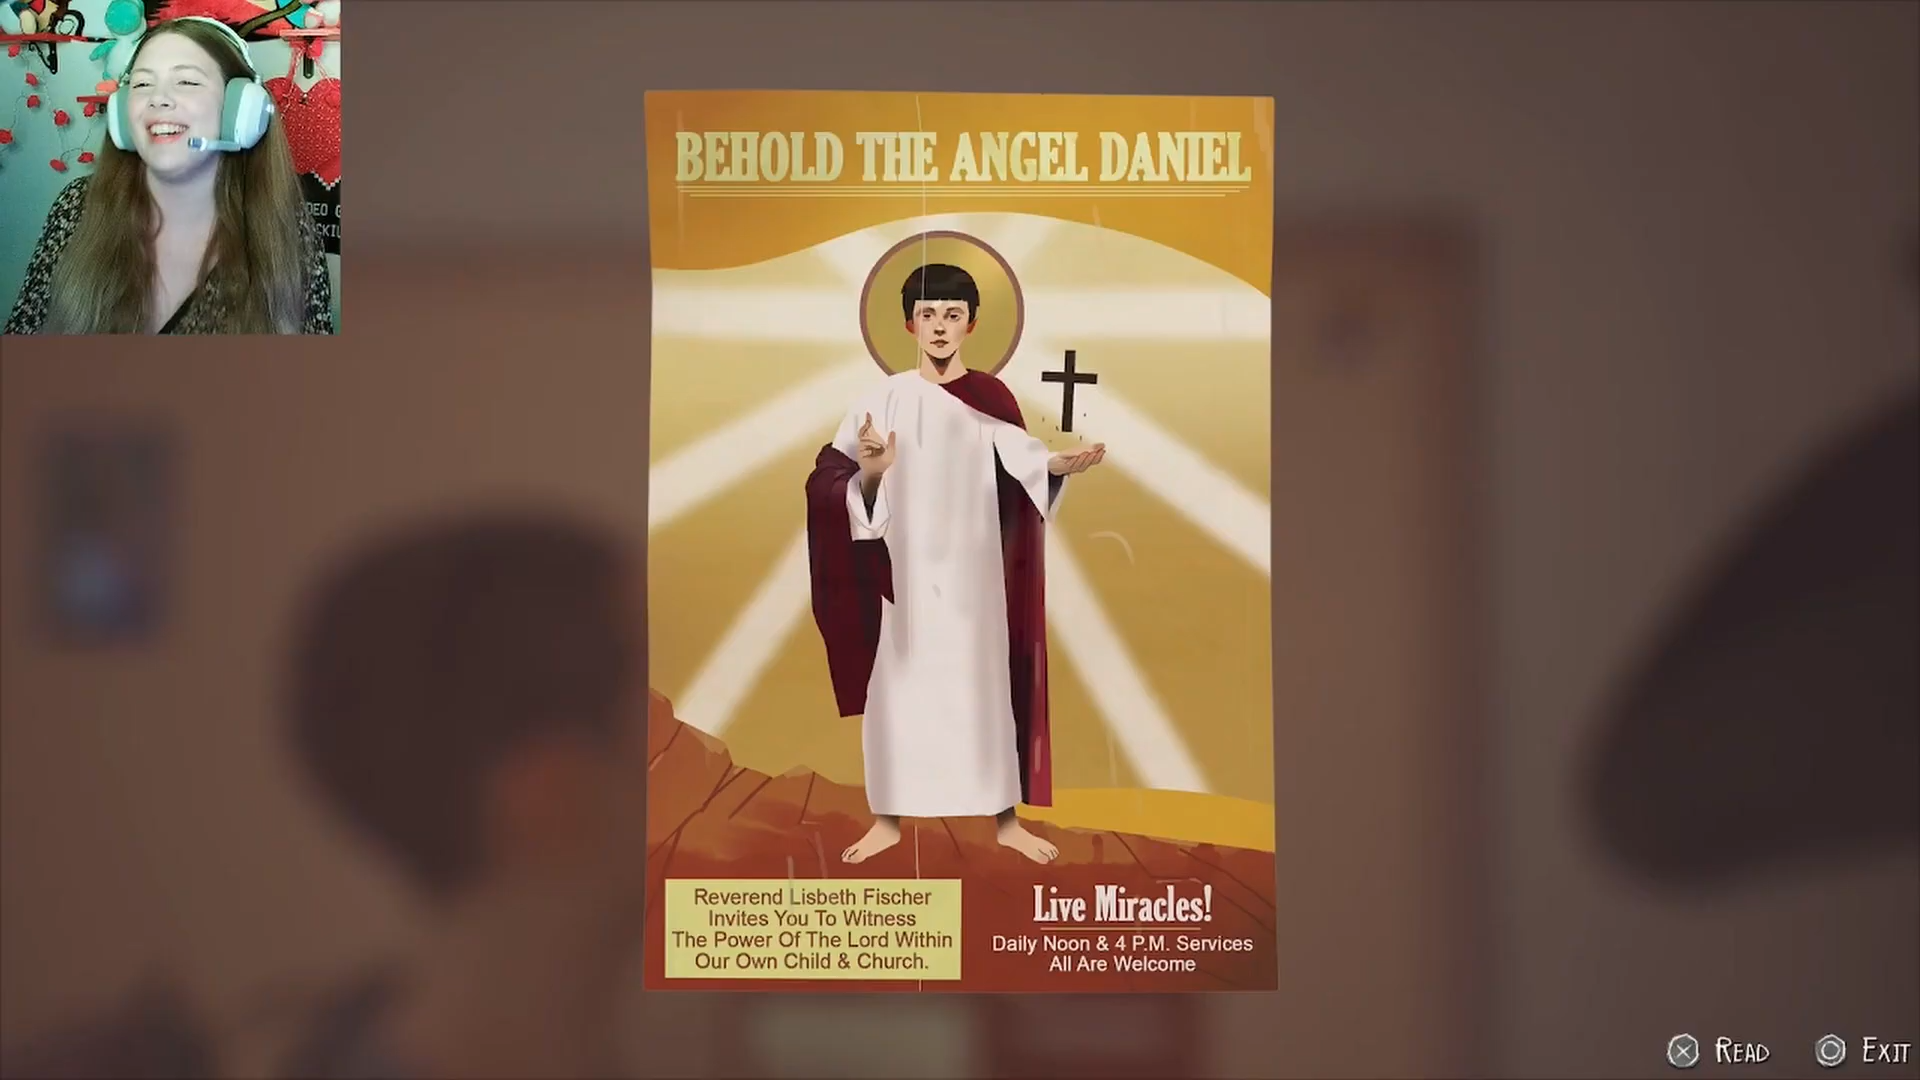 BEHOLD THE ANGEL DANIEL
Reverend Lisbeth Fischer
Invites You To Witness
The Power Of The Lord Within
Our Own Child & Church.
Live Miracles!
Daily Noon & 4 P.M. Services
All Are Welcome
READ
EXIT